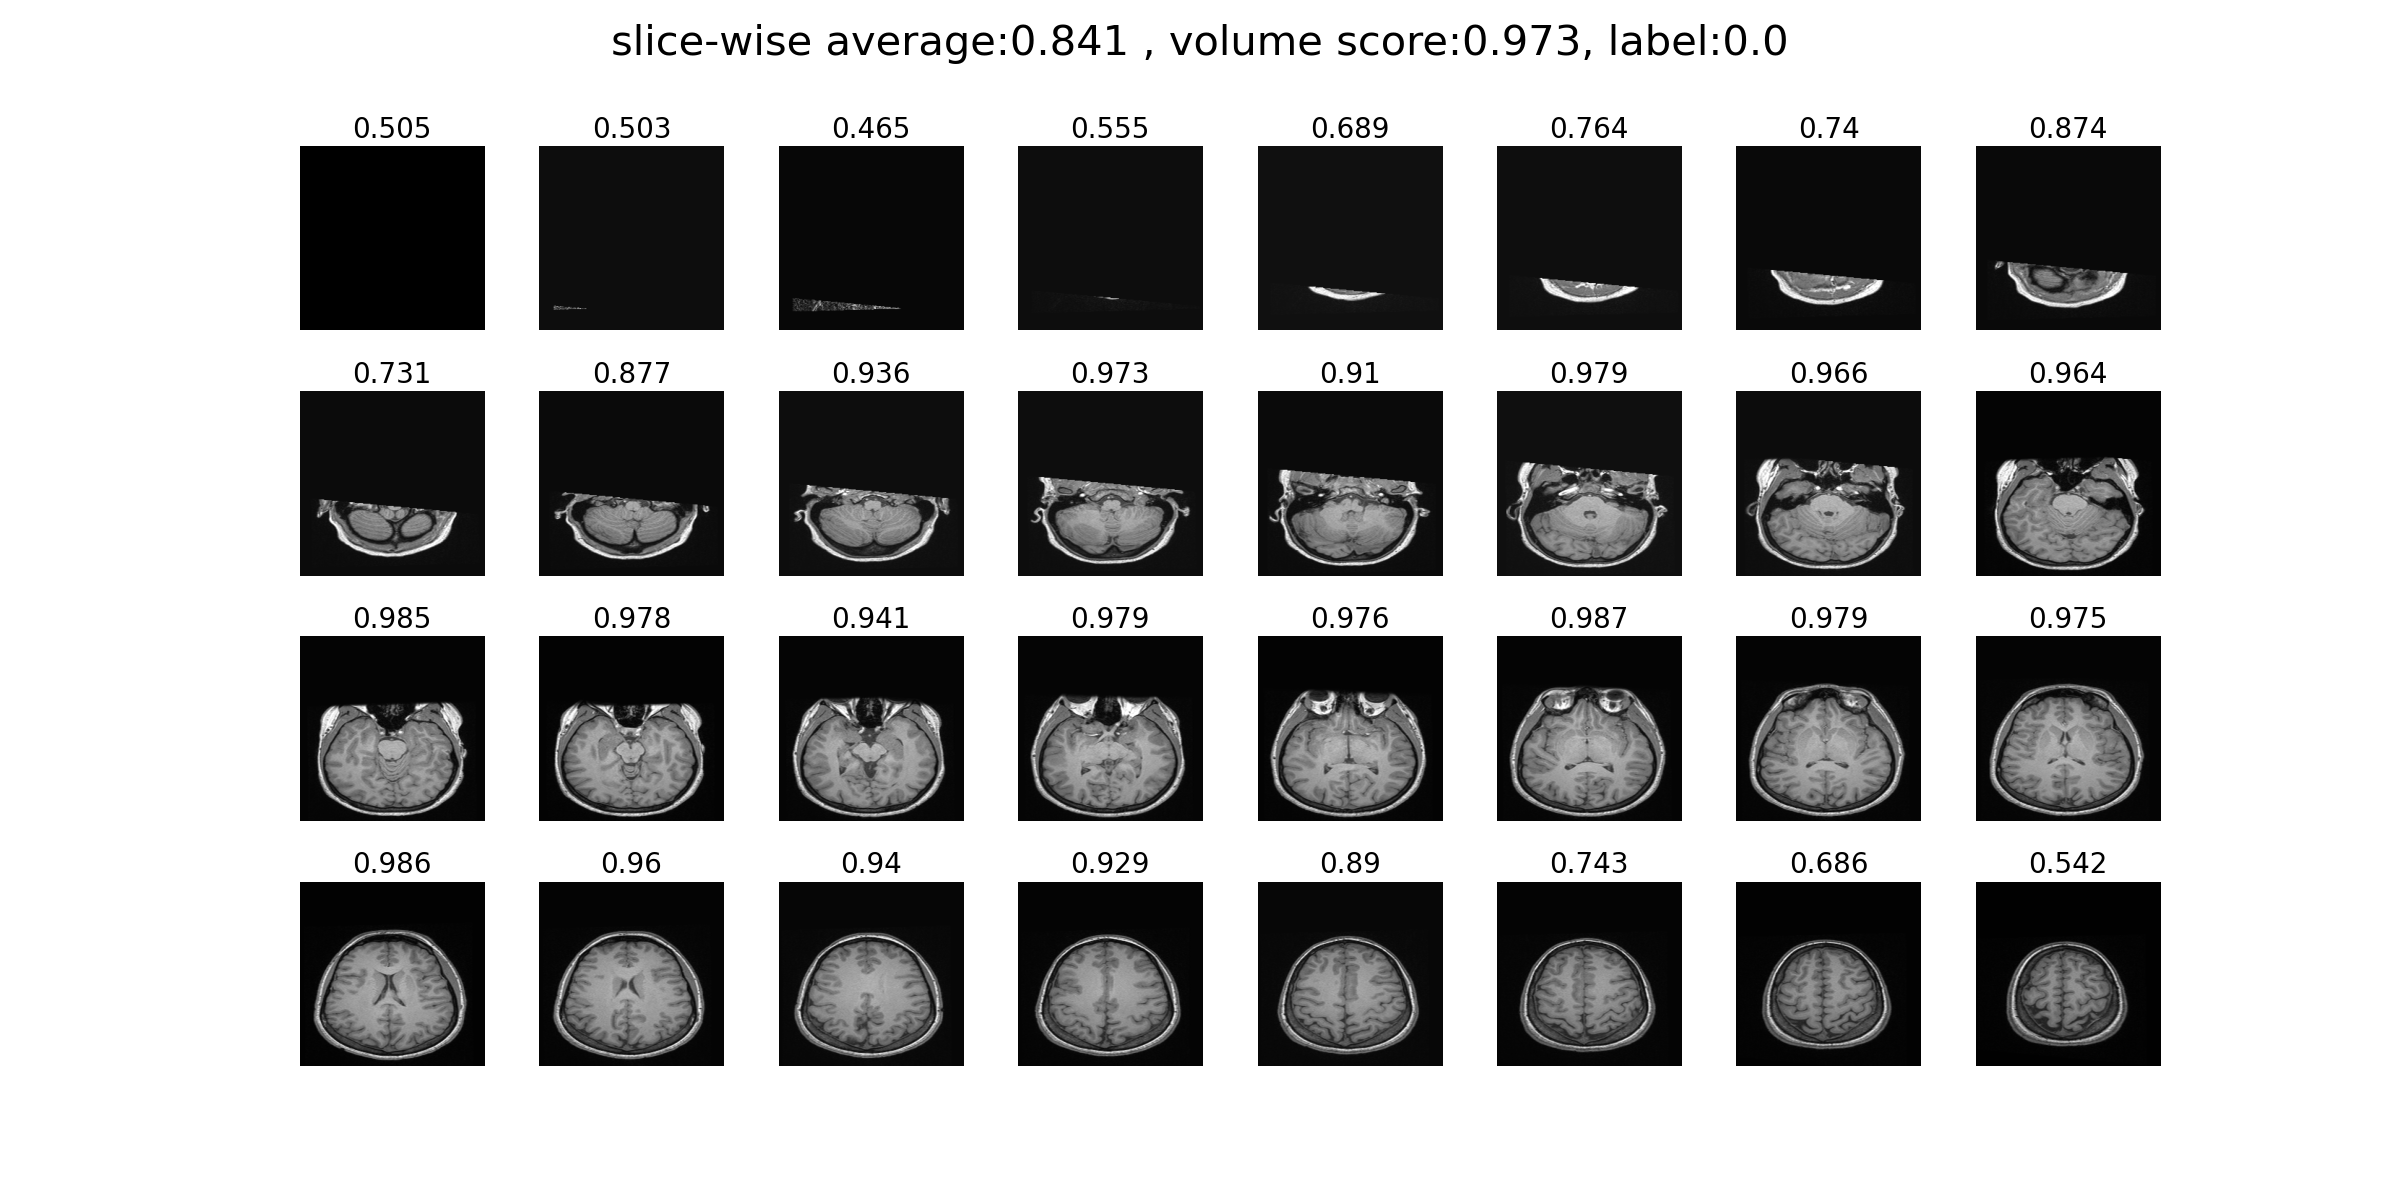 slice-wise average:0.841 , volume score:0.973, label:0.0
0.505 0.503 0.465 0.555 0.689 0.764 0.74 0.874
0.731 0.877 0.936 0.973 0.91 0.979 0.966 0.964
0.985 0.978 0.941 0.979 0.976 0.987 0.979 0.975
0.986 0.96 0.94 0.929 0.89 0.743 0.686 0.542